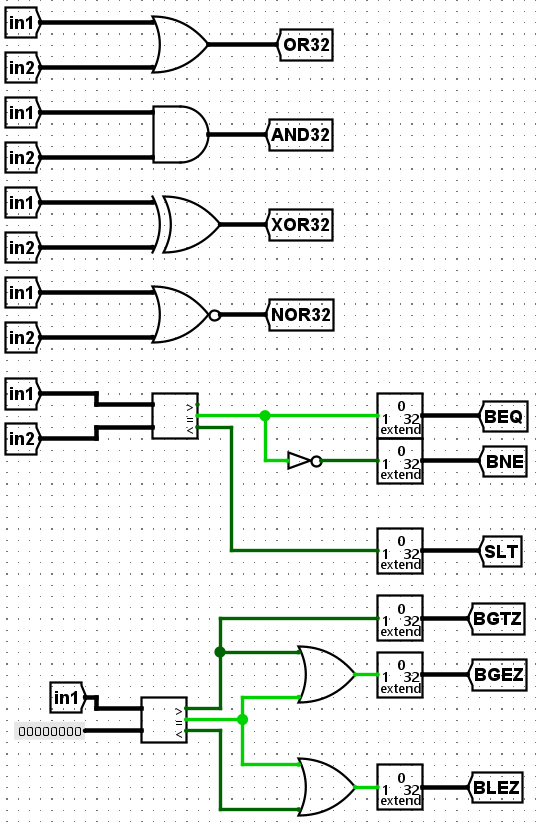 in1
in2
OR32
in1
in2
AND32
in1
in2
XOR32
in1
in2
NOR32
in1
in2
>
=
<
0
1 32
extend
BEQ
0
1 32
extend
BNE
0
1 32
extend
SLT
0
1 32
extend
BGTZ
0
1 32
extend
BGEZ
in1
00000000
>
=
<
0
1 32
extend
BLEZ